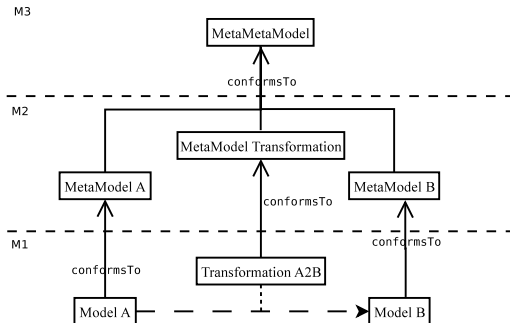 M3
MetaMetaModel
conformsTo
M2
MetaModel Transformation
MetaModel A
MetaModel B
conformsTo
M1
conformsTo
conformsTo
Transformation A2B
Model A
Model B